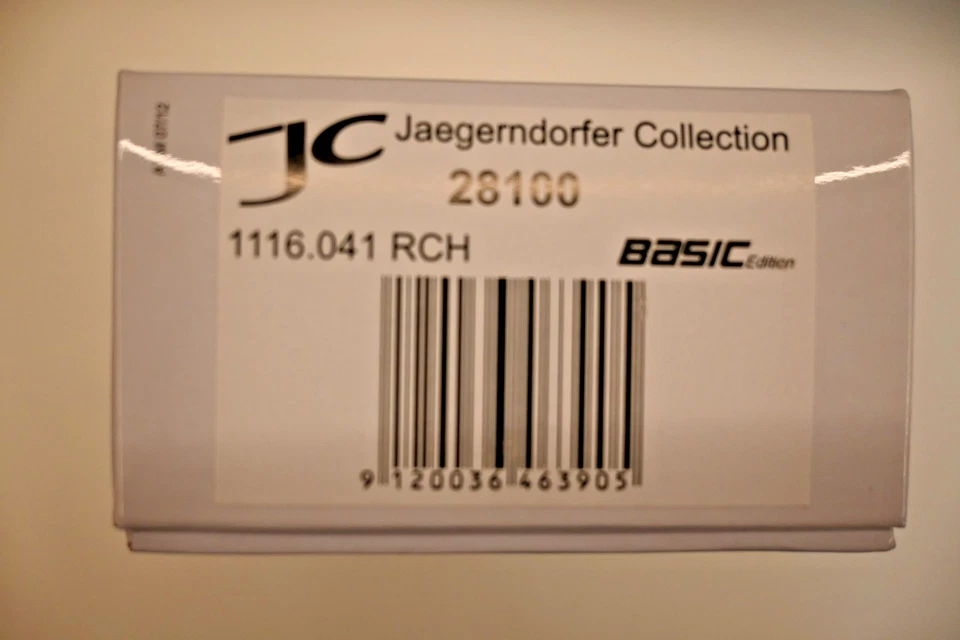 JC Jaegerndorfer Collection
28100
1116.041 RCH
BASIC Edition
9 120036 463905